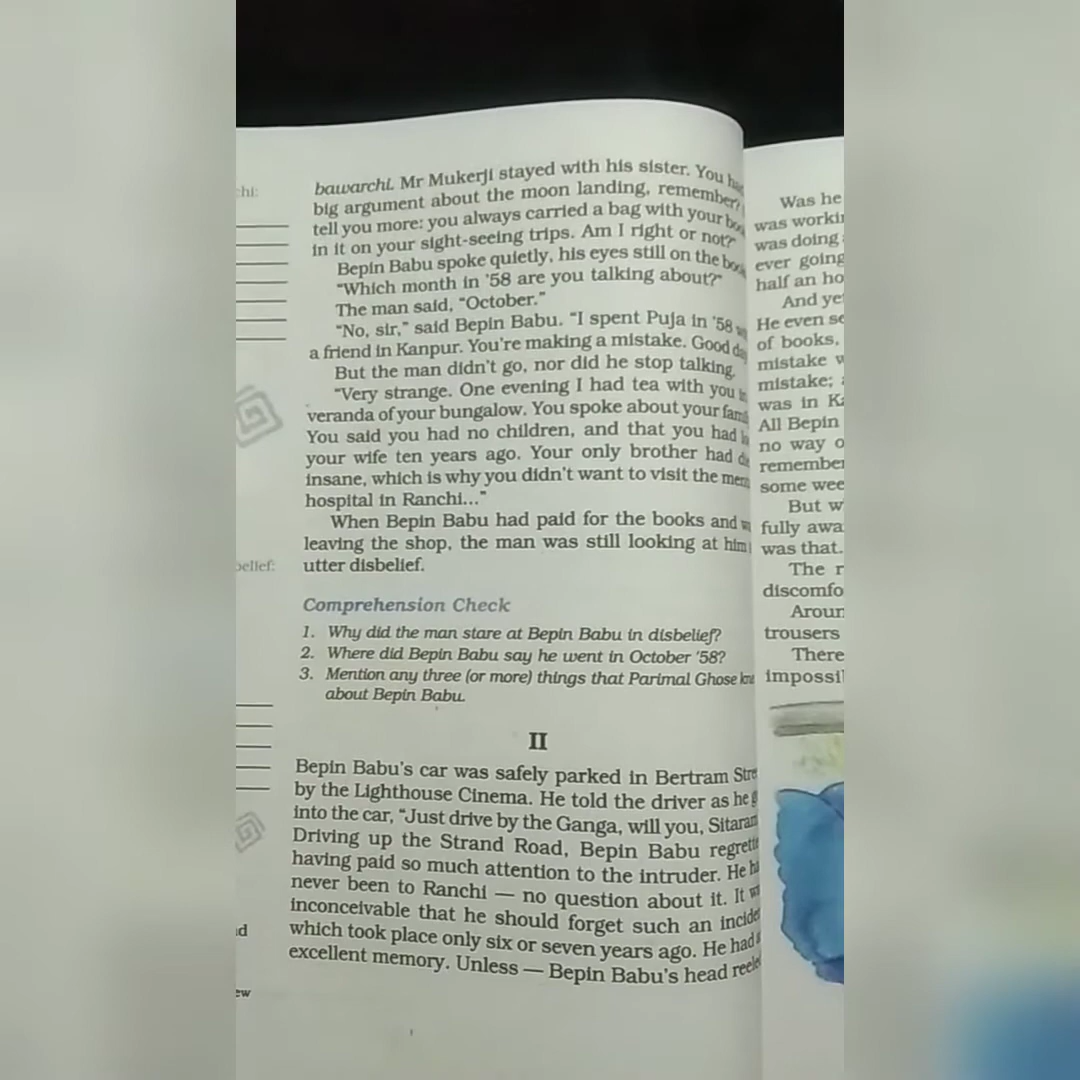 chi:
bawarchi. Mr Mukerji stayed with his sister. You
big argument about the moon landing, remember?
tell you more: you always carried a bag with your
in it on your sight-seeing trips. Am I right or not?"
Bepin Babu spoke quietly, his eyes still on the
"Which month in '58 are you talking about?"
The man said, "October."
"No, sir," said Bepin Babu. "I spent Puja in '58
a friend in Kanpur. You're making a mistake. Good
But the man didn't go, nor did he stop talking.
"Very strange. One evening I had tea with you
veranda of your bungalow. You spoke about your
You said you had no children, and that you had
your wife ten years ago. Your only brother had
insane, which is why you didn't want to visit the
hospital in Ranchi..."
When Bepin Babu had paid for the books and
leaving the shop, the man was still looking at him
belief:
utter disbelief.
Comprehension Check
1. Why did the man stare at Bepin Babu in disbelief?
2. Where did Bepin Babu say he went in October '58?
3. Mention any three (or more) things that Parimal Ghose
about Bepin Babu.
II
Bepin Babu's car was safely parked in Bertram
by the Lighthouse Cinema. He told the driver as he
into the car, "Just drive by the Ganga, will you,
Driving up the Strand Road, Bepin Babu
having paid so much attention to the intruder. He
never been to Ranchi — no question about it. It
inconceivable that he should forget such an
which took place only six or seven years ago. He had
excellent memory. Unless — Bepin Babu's head
ew
Was he
was
was doing
ever going
half an
And
He even
of books,
mistake
mistake;
was in
All Bepin
no way
remember
some
But
fully
was that.
The
trousers
There